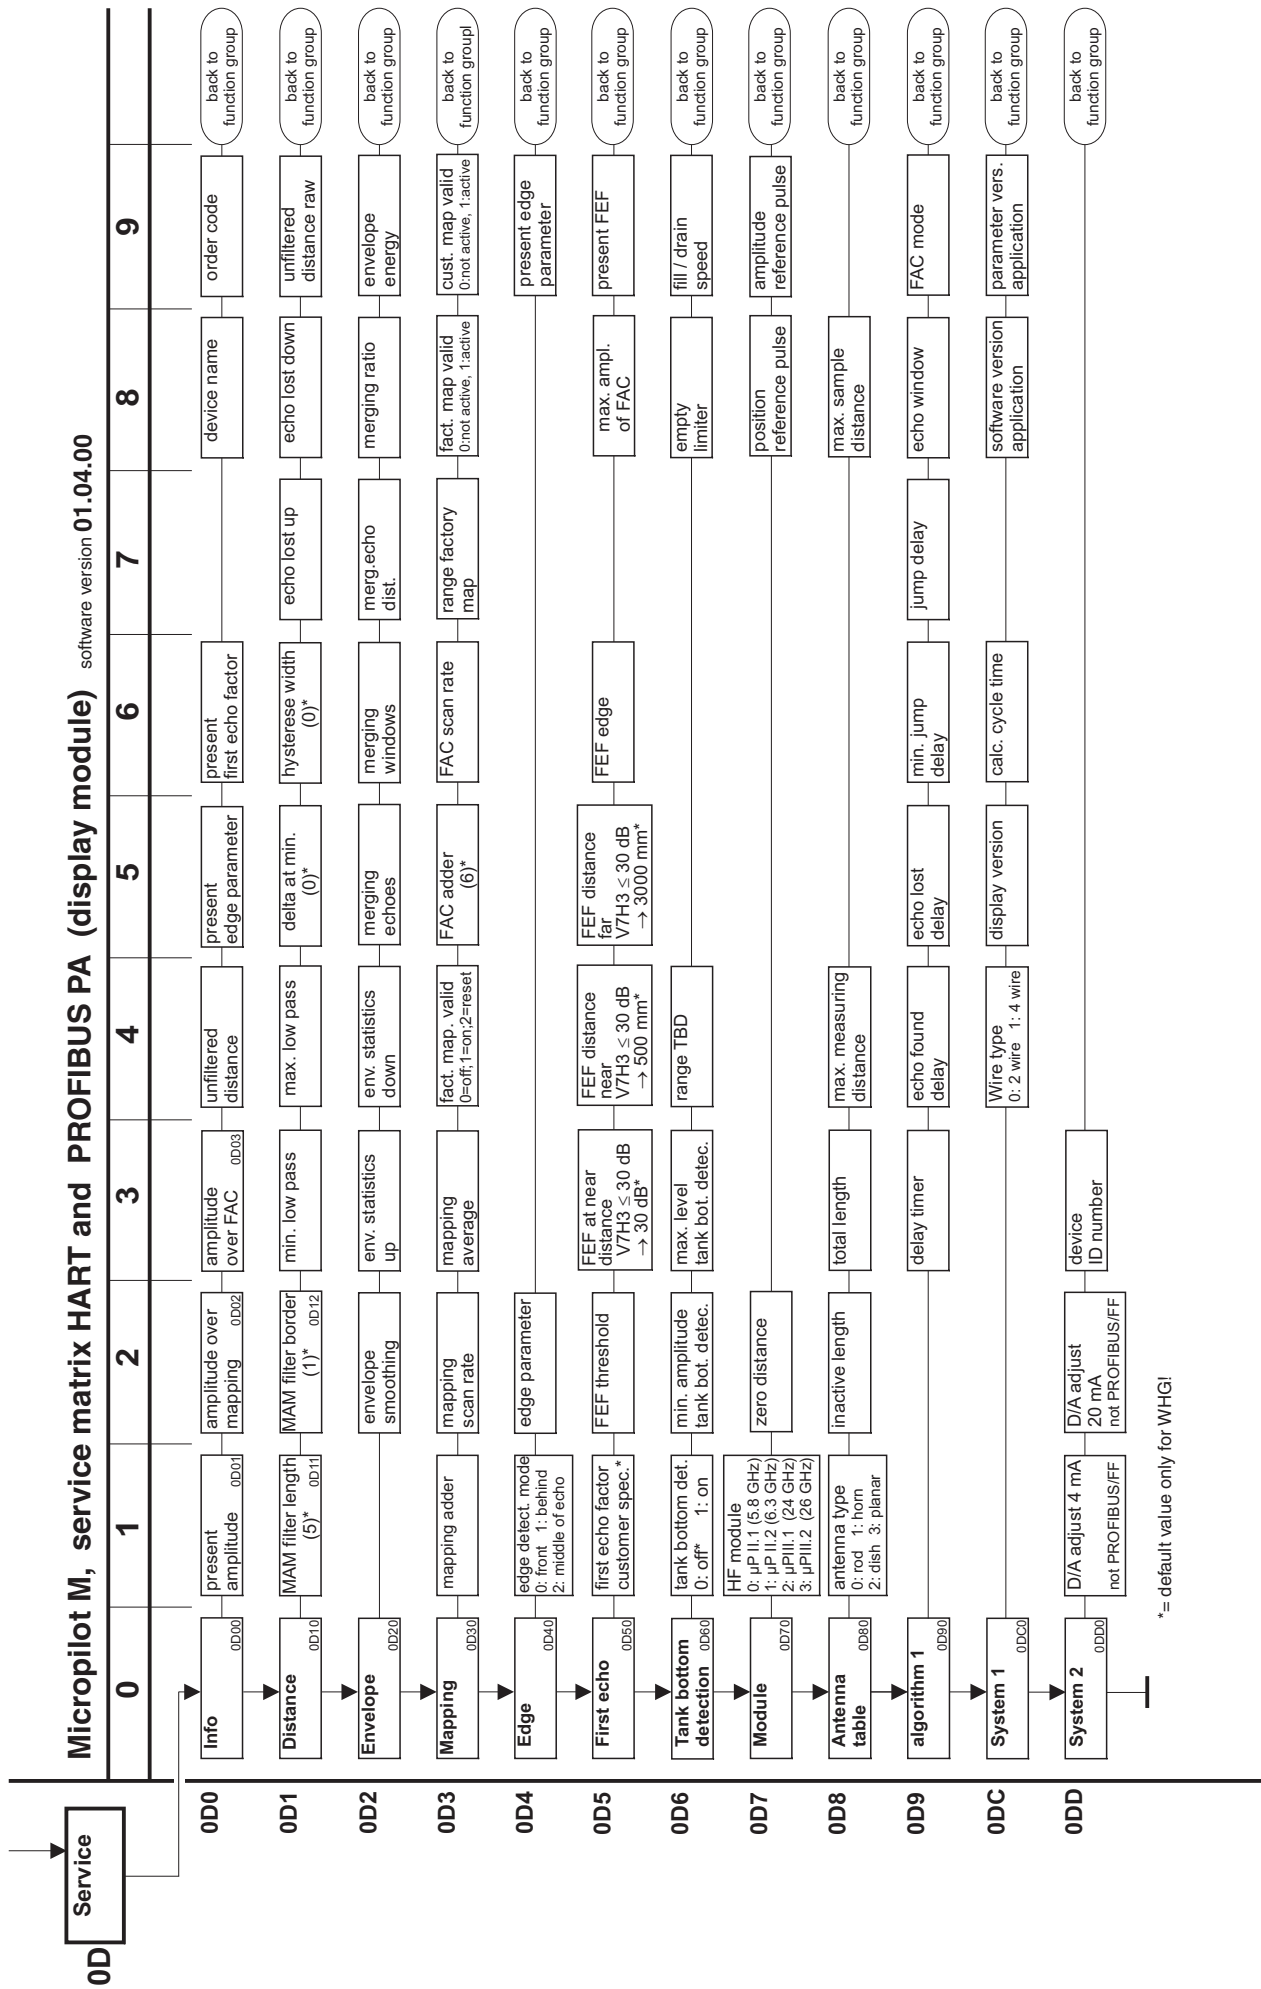 Micropilot M, service matrix HART and PROFIBUS PA (display module) software version 01.04.00
0D
Service
0 1 2 3 4 5 6 7 8 9
0D0
Info
0D00
present
amplitude
0D01
amplitude over
mapping
0D02
amplitude
over FAC
0D03
unfiltered
distance
present
edge parameter
present
first echo factor
device name
order code
back to
function group
0D1
Distance
0D10
MAM filter length
(5)*
0D11
MAM filter border
(1)*
0D12
min. low pass
max. low pass
delta at min.
(0)*
hysterese width
(0)*
echo lost up
echo lost down
unfiltered
distance raw
back to
function group
0D2
Envelope
0D20
envelope
smoothing
env. statistics
up
env. statistics
down
merging
echoes
merging
windows
merg.echo
dist.
merging ratio
envelope
energy
back to
function group
0D3
Mapping
0D30
mapping adder
mapping
scan rate
mapping
average
fact. map. valid
0=off;1=on;2=reset
FAC adder
(6)*
FAC scan rate
range factory
map
fact. map valid
0:not active, 1:active
cust. map valid
0:not active, 1:active
back to
function groupl
0D4
Edge
0D40
edge detect. mode
0: front 1: behind
2: middle of echo
edge parameter
present edge
parameter
back to
function group
0D5
First echo
0D50
first echo factor
customer spec.*
FEF threshold
FEF at near
distance
V7H3 ≤ 30 dB
→ 30 dB*
FEF distance
near
V7H3 ≤ 30 dB
→ 500 mm*
FEF distance
far
V7H3 ≤ 30 dB
→ 3000 mm*
FEF edge
max. ampl.
of FAC
present FEF
back to
function group
0D6
Tank bottom
detection
0D60
tank bottom det.
0: off* 1: on
min. amplitude
tank bot. detec.
max. level
tank bot. detec.
range TBD
empty
limiter
fill / drain
speed
back to
function group
0D7
Module
0D70
HF module
0: µP II.1 (5.8 GHz)
1: µP II.2 (6.3 GHz)
2: µPIII.1 (24 GHz)
3: µPIII.2 (26 GHz)
zero distance
position
reference pulse
amplitude
reference pulse
back to
function group
0D8
Antenna
table
0D80
antenna type
0: rod 1: horn
2: dish 3: planar
inactive length
total length
max. measuring
distance
max. sample
distance
back to
function group
0D9
algorithm 1
0D90
delay timer
echo found
delay
echo lost
delay
min. jump
delay
jump delay
echo window
FAC mode
back to
function group
0DC
System 1
0DC0
Wire type
0: 2 wire 1: 4 wire
display version
calc. cycle time
software version
application
parameter vers.
application
back to
function group
0DD
System 2
0DD0
D/A adjust 4 mA
not PROFIBUS/FF
D/A adjust
20 mA
not PROFIBUS/FF
device
ID number
back to
function group
*= default value only for WHG!